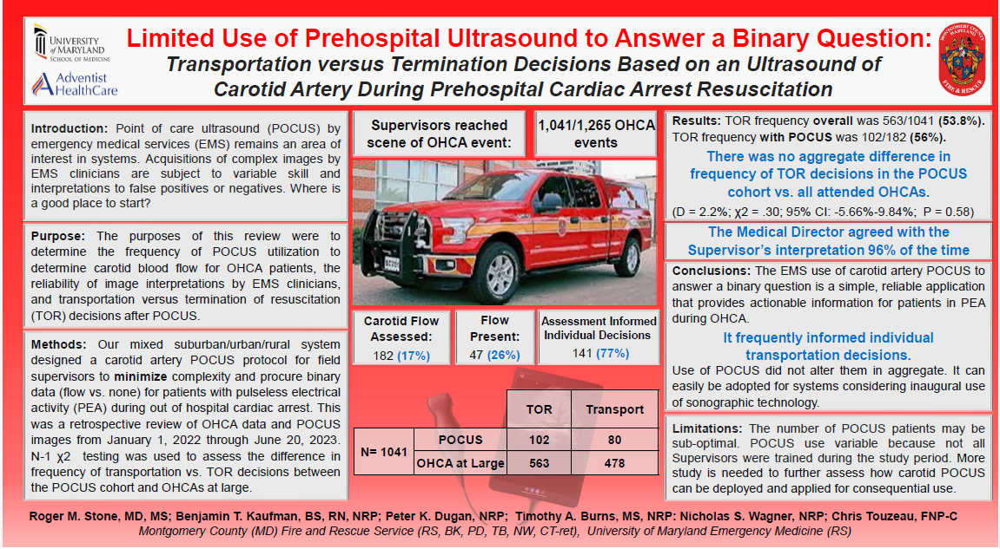 UNIVERSITY
of MARYLAND
SCHOOL OF MEDICINE
Adventist
HealthCare
Limited Use of Prehospital Ultrasound to Answer a Binary Question:
Transportation versus Termination Decisions Based on an Ultrasound of
Carotid Artery During Prehospital Cardiac Arrest Resuscitation
MONTGOMERY COUNTY
MARYLAND
FIRE & RESCUE
Introduction: Point of care ultrasound (POCUS) by
emergency medical services (EMS) remains an area of
interest in systems. Acquisitions of complex images by
EMS clinicians are subject to variable skill and
interpretations to false positives or negatives. Where is
a good place to start?
Purpose: The purposes of this review were to
determine the frequency of POCUS utilization to
determine carotid blood flow for OHCA patients, the
reliability of image interpretations by EMS clinicians,
and transportation versus termination of resuscitation
(TOR) decisions after POCUS.
Methods: Our mixed suburban/urban/rural system
designed a carotid artery POCUS protocol for field
supervisors to minimize complexity and procure binary
data (flow vs. none) for patients with pulseless electrical
activity (PEA) during out of hospital cardiac arrest. This
was a retrospective review of OHCA data and POCUS
images from January 1, 2022 through June 20, 2023.
N-1 χ2 testing was used to assess the difference in
frequency of transportation vs. TOR decisions between
the POCUS cohort and OHCAs at large.
Supervisors reached
scene of OHCA event:
1,041/1,265 OHCA
events
Carotid Flow
Assessed:
182 (17%)
Flow
Present:
47 (26%)
Assessment Informed
Individual Decisions
141 (77%)
TOR Transport
N= 1041
POCUS 102 80
OHCA at Large 563 478
Results: TOR frequency overall was 563/1041 (53.8%).
TOR frequency with POCUS was 102/182 (56%).
There was no aggregate difference in
frequency of TOR decisions in the POCUS
cohort vs. all attended OHCAs.
(D = 2.2%; χ2 = .30; 95% CI: -5.66%-9.84%; P = 0.58)
The Medical Director agreed with the
Supervisor's interpretation 96% of the time
Conclusions: The EMS use of carotid artery POCUS to
answer a binary question is a simple, reliable application
that provides actionable information for patients in PEA
during OHCA.
It frequently informed individual
transportation decisions.
Use of POCUS did not alter them in aggregate. It can
easily be adopted for systems considering inaugural use
of sonographic technology.
Limitations: The number of POCUS patients may be
sub-optimal. POCUS use variable because not all
Supervisors were trained during the study period. More
study is needed to further assess how carotid POCUS
can be deployed and applied for consequential use.
Roger M. Stone, MD, MS; Benjamin T. Kaufman, BS, RN, NRP; Peter K. Dugan, NRP; Timothy A. Burns, MS, NRP: Nicholas S. Wagner, NRP; Chris Touzeau, FNP-C
Montgomery County (MD) Fire and Rescue Service (RS, BK, PD, TB, NW, CT-ret), University of Maryland Emergency Medicine (RS)